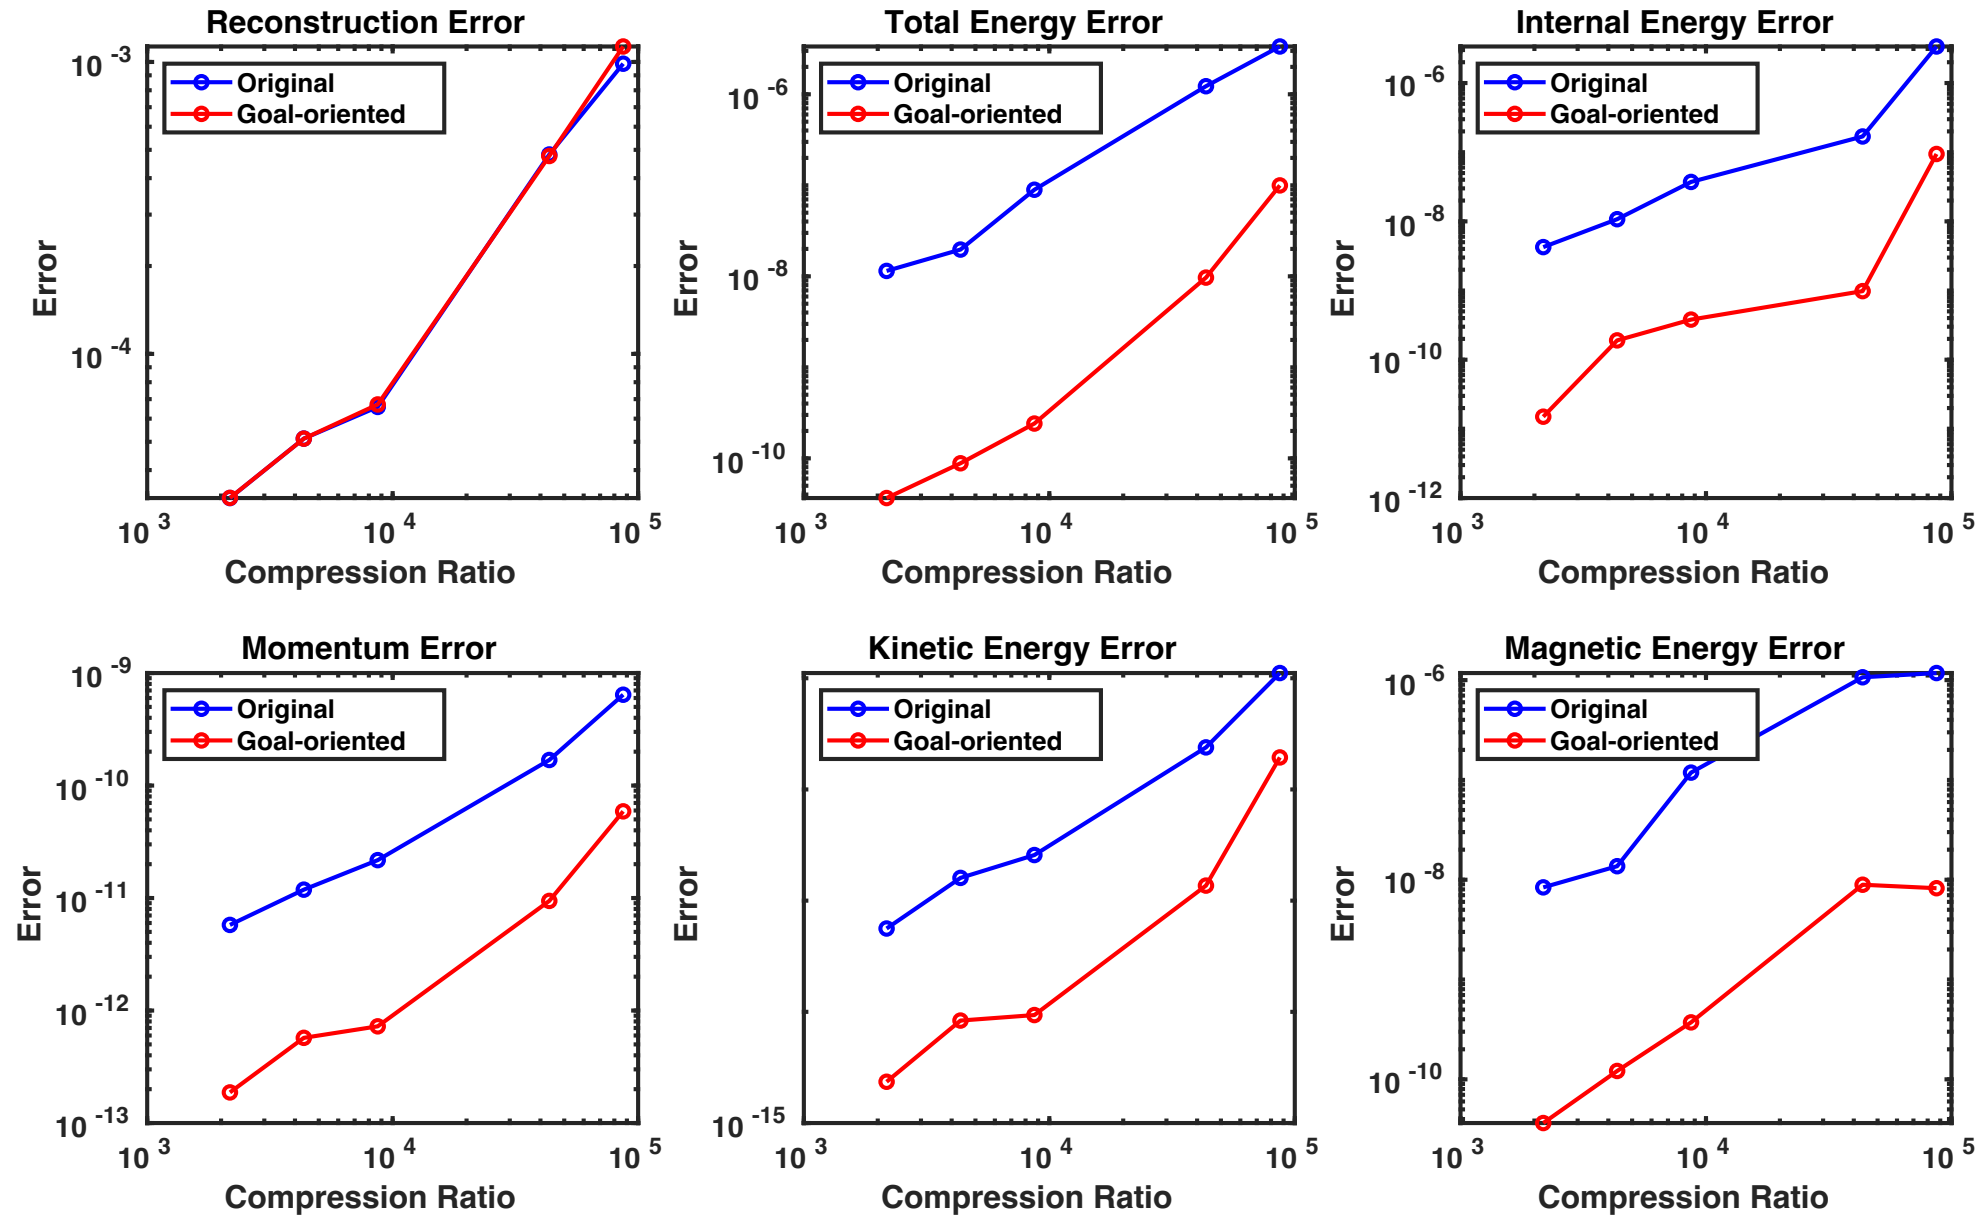 Reconstruction Error
10^-3
Original
Goal-oriented
Error
10^-4
10^3
10^4
10^5
Compression Ratio
Total Energy Error
10^-6
Original
Goal-oriented
Error
10^-8
10^-10
10^3
10^4
10^5
Compression Ratio
Internal Energy Error
10^-6
Original
Goal-oriented
Error
10^-8
10^-10
10^-12
10^3
10^4
10^5
Compression Ratio
Momentum Error
10^-9
Original
Goal-oriented
10^-10
Error
10^-11
10^-12
10^-13
10^3
10^4
10^5
Compression Ratio
Kinetic Energy Error
Original
Goal-oriented
Error
10^-15
10^3
10^4
10^5
Compression Ratio
Magnetic Energy Error
10^-6
Original
Goal-oriented
Error
10^-8
10^-10
10^3
10^4
10^5
Compression Ratio